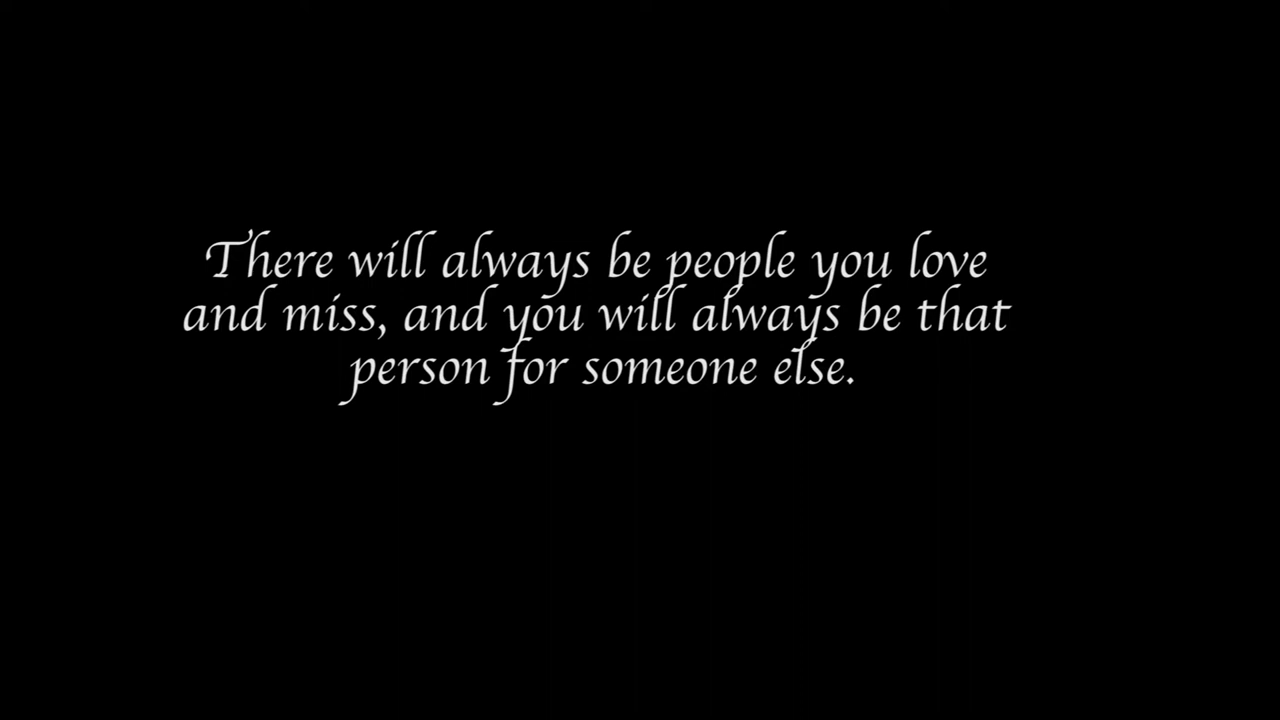 There will always be people you love
and miss, and you will always be that
person for someone else.